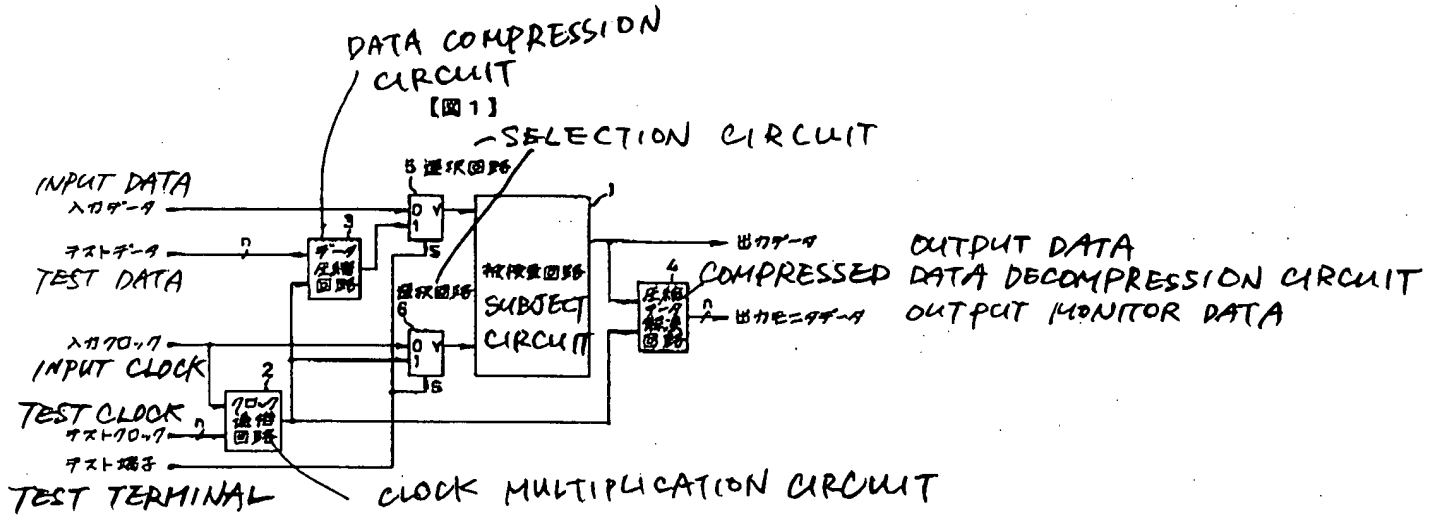 DATA COMPRESSION
CIRCUIT
【図1】
SELECTION CIRCUIT
5 選択回路
1
INPUT DATA
入力データ
0 Y
1
S
3
テストデータ
n
データ
圧縮
回路
TEST DATA
出力データ
OUTPUT DATA
被検査回路
SUBJECT
CIRCUIT
4
COMPRESSED DATA DECOMPRESSION CIRCUIT
圧縮
データ
解凍
回路
n
出力モニタデータ
OUTPUT MONITOR DATA
選択回路
6
入力クロック
INPUT CLOCK
0 Y
1
S
2
TEST CLOCK
テストクロック
n
クロック
逓倍
回路
テスト端子
TEST TERMINAL
CLOCK MULTIPLICATION CIRCUIT